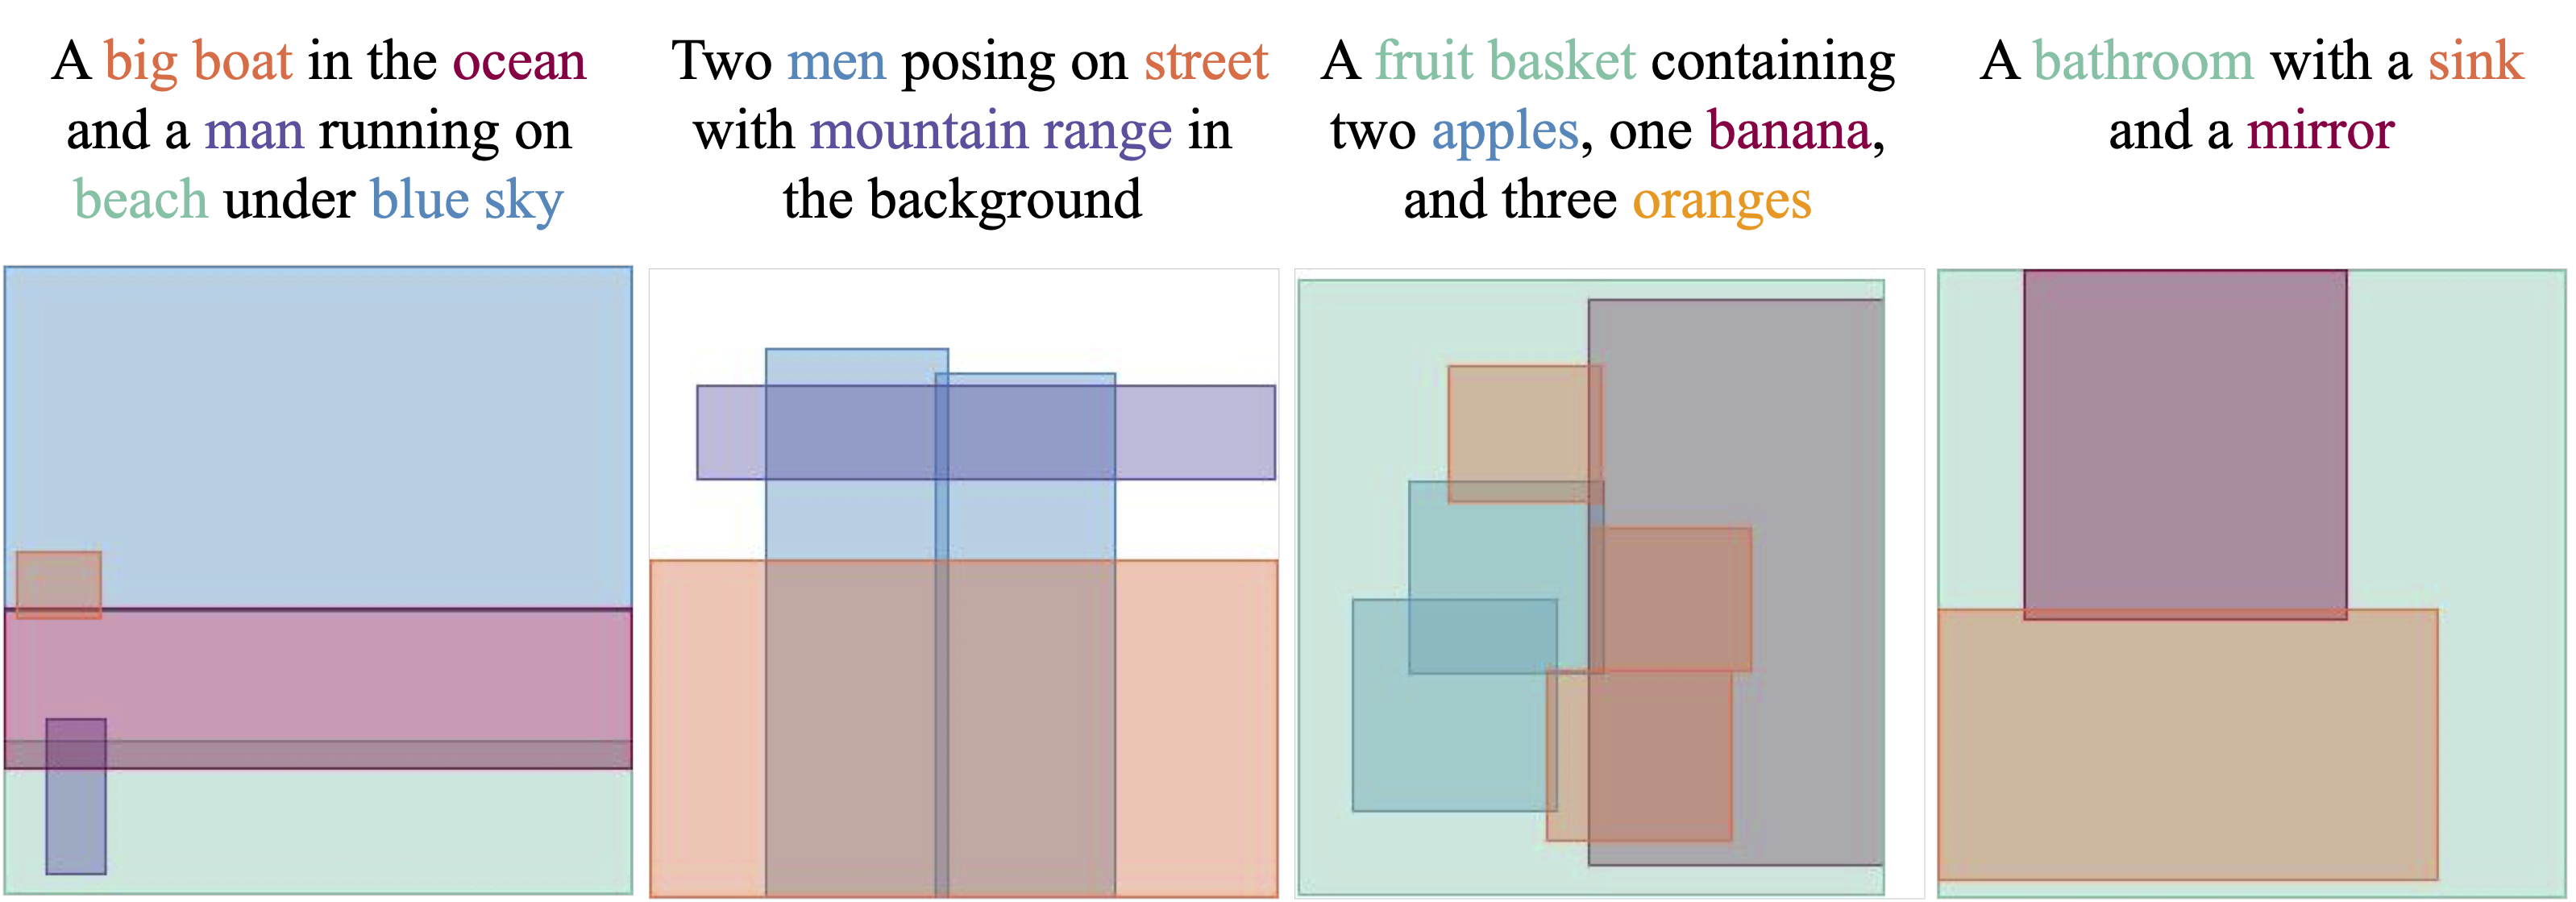 A big boat in the ocean
and a man running on
beach under blue sky
Two men posing on street
with mountain range in
the background
A fruit basket containing
two apples, one banana,
and three oranges
A bathroom with a sink
and a mirror